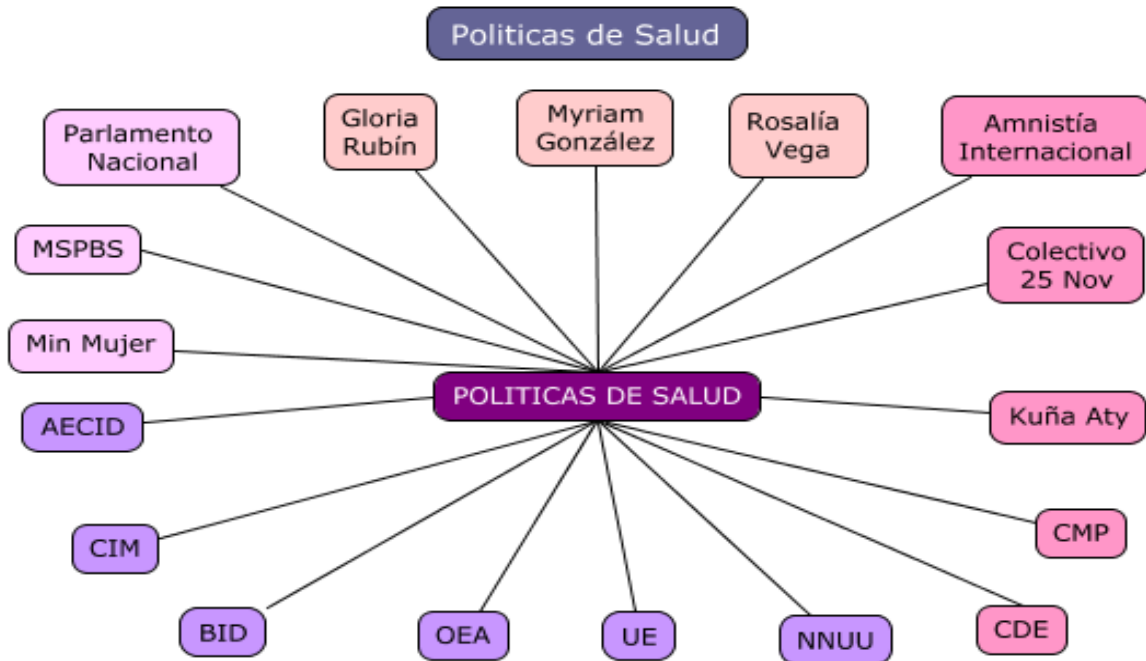 Politicas de Salud
Parlamento
Nacional
Gloria
Rubín
Myriam
González
Rosalía
Vega
Amnistía
Internacional
MSPBS
Colectivo
25 Nov
Min Mujer
POLITICAS DE SALUD
AECID
Kuña Aty
CIM
CMP
BID
OEA
UE
NNUU
CDE